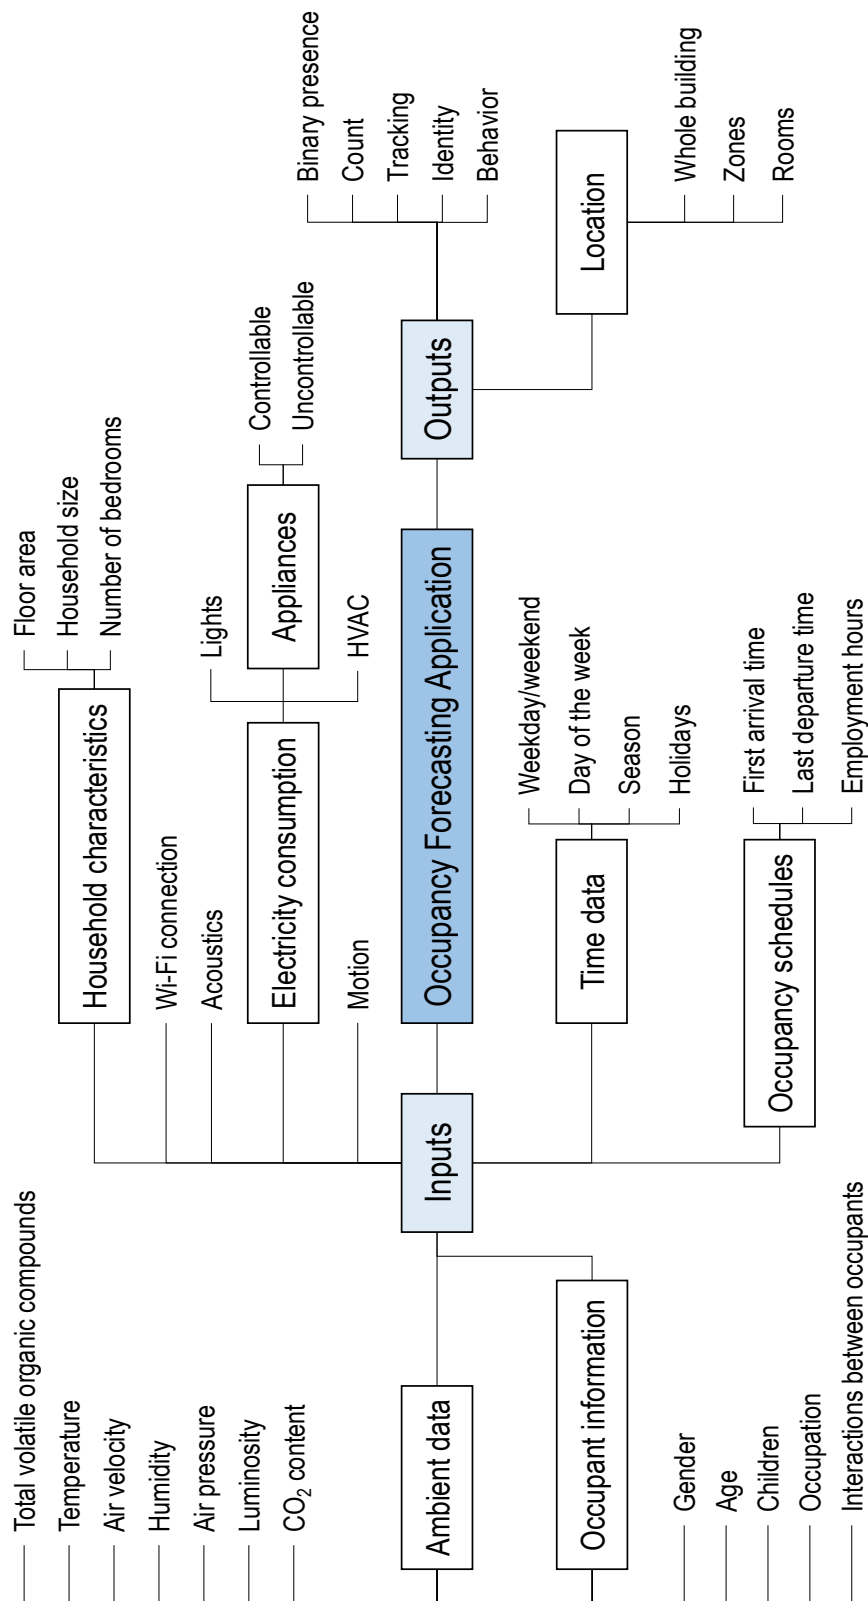 Total volatile organic compounds
Temperature
Air velocity
Humidity
Air pressure
Luminosity
CO₂ content
Ambient data
Occupant information
Gender
Age
Children
Occupation
Interactions between occupants
Inputs
Household characteristics
Floor area
Household size
Number of bedrooms
Wi-Fi connection
Acoustics
Electricity consumption
Lights
Appliances
Controllable
Uncontrollable
HVAC
Motion
Occupancy Forecasting Application
Time data
Weekday/weekend
Day of the week
Season
Holidays
Occupancy schedules
First arrival time
Last departure time
Employment hours
Outputs
Binary presence
Count
Tracking
Identity
Behavior
Location
Whole building
Zones
Rooms